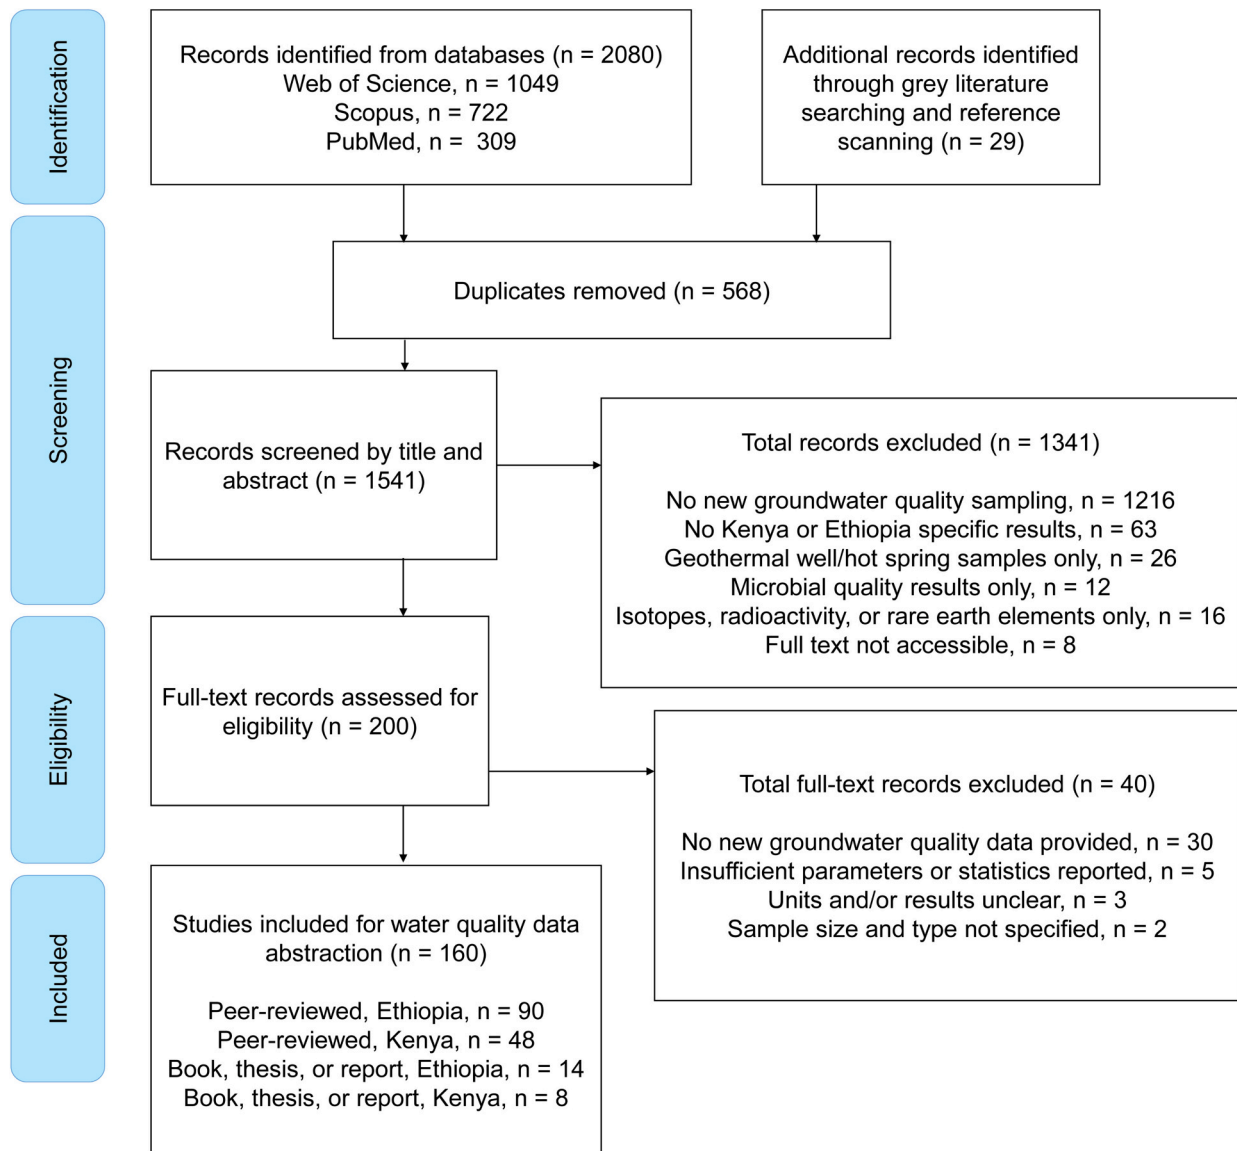 Identification
Records identified from databases (n = 2080)
Web of Science, n = 1049
Scopus, n = 722
PubMed, n =  309
Additional records identified
through grey literature
searching and reference
scanning (n = 29)
Screening
Duplicates removed (n = 568)
Records screened by title and
abstract (n = 1541)
Total records excluded (n = 1341)
No new groundwater quality sampling, n = 1216
No Kenya or Ethiopia specific results, n = 63
Geothermal well/hot spring samples only, n = 26
Microbial quality results only, n = 12
Isotopes, radioactivity, or rare earth elements only, n = 16
Full text not accessible, n = 8
Eligibility
Full-text records assessed for
eligibility (n = 200)
Total full-text records excluded (n = 40)
No new groundwater quality data provided, n = 30
Insufficient parameters or statistics reported, n = 5
Units and/or results unclear, n = 3
Sample size and type not specified, n = 2
Included
Studies included for water quality data
abstraction (n = 160)
Peer-reviewed, Ethiopia, n = 90
Peer-reviewed, Kenya, n = 48
Book, thesis, or report, Ethiopia, n = 14
Book, thesis, or report, Kenya, n = 8